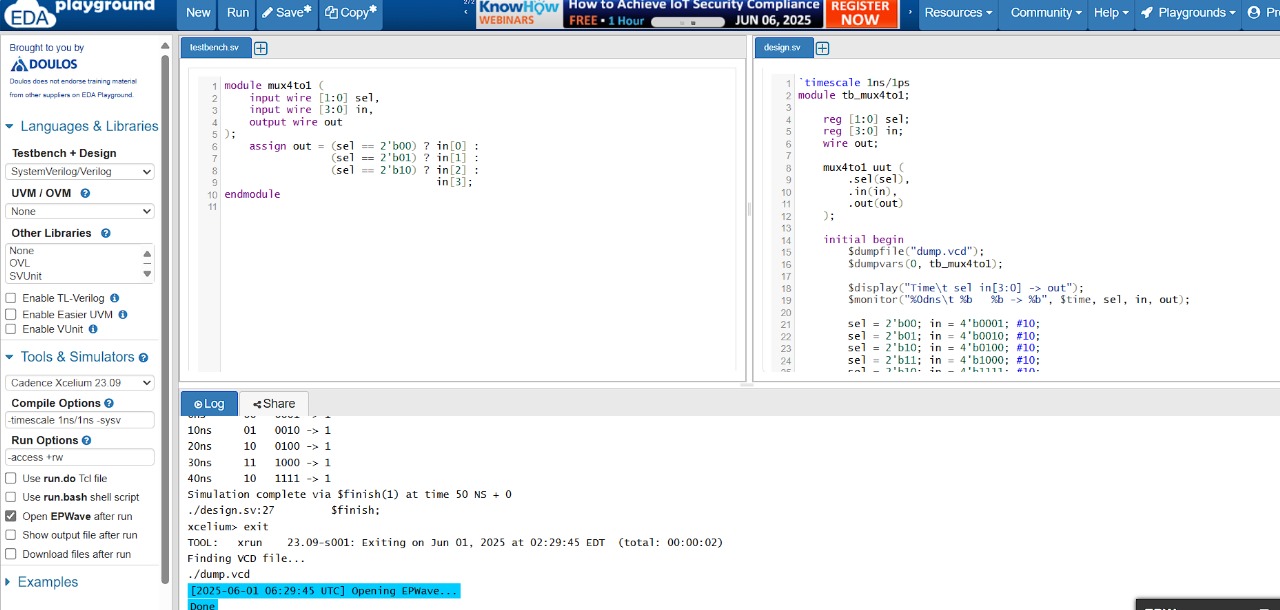 EDA playground
New Run Save* Copy*
KnowHow WEBINARS
How to Achieve IoT Security Compliance
FREE • 1 Hour
JUN 06, 2025
REGISTER NOW
Resources Community Help Playgrounds
Brought to you by
DOULOS
Doulos does not endorse training material
from other suppliers on EDA Playground.
Languages & Libraries
Testbench + Design
SystemVerilog/Verilog
UVM / OVM
None
Other Libraries
None
OVL
SVUnit
Enable TL-Verilog
Enable Easier UVM
Enable VUnit
Tools & Simulators
Cadence Xcelium 23.09
Compile Options
-timescale 1ns/1ns -sysv
Run Options
-access +rw
Use run.do Tcl file
Use run.bash shell script
Open EPWave after run
Show output file after run
Download files after run
Examples
testbench.sv
1 module mux4to1 (
2 input wire [1:0] sel,
3 input wire [3:0] in,
4 output wire out
5 );
6 assign out = (sel == 2'b00) ? in[0] :
7 (sel == 2'b01) ? in[1] :
8 (sel == 2'b10) ? in[2] :
9 in[3];
10 endmodule
11
design.sv
1 `timescale 1ns/1ps
2 module tb_mux4to1;
3
4 reg [1:0] sel;
5 reg [3:0] in;
6 wire out;
7
8 mux4to1 uut (
9 .sel(sel),
10 .in(in),
11 .out(out)
12 );
13
14 initial begin
15 $dumpfile("dump.vcd");
16 $dumpvars(0, tb_mux4to1);
17
18 $display("Time\t sel in[3:0] -> out");
19 $monitor("%0dns\t %b %b -> %b", $time, sel, in, out);
20
21 sel = 2'b00; in = 4'b0001; #10;
22 sel = 2'b01; in = 4'b0010; #10;
23 sel = 2'b10; in = 4'b0100; #10;
24 sel = 2'b11; in = 4'b1000; #10;
25 sel = 2'b10; in = 4'b1111; #10;
Log Share
0ns 00 0001 -> 1
10ns 01 0010 -> 1
20ns 10 0100 -> 1
30ns 11 1000 -> 1
40ns 10 1111 -> 1
Simulation complete via $finish(1) at time 50 NS + 0
./design.sv:27 $finish;
xcelium> exit
TOOL: xrun 23.09-s001: Exiting on Jun 01, 2025 at 02:29:45 EDT (total: 00:00:02)
Finding VCD file...
./dump.vcd
[2025-06-01 06:29:45 UTC] Opening EPWave...
Done